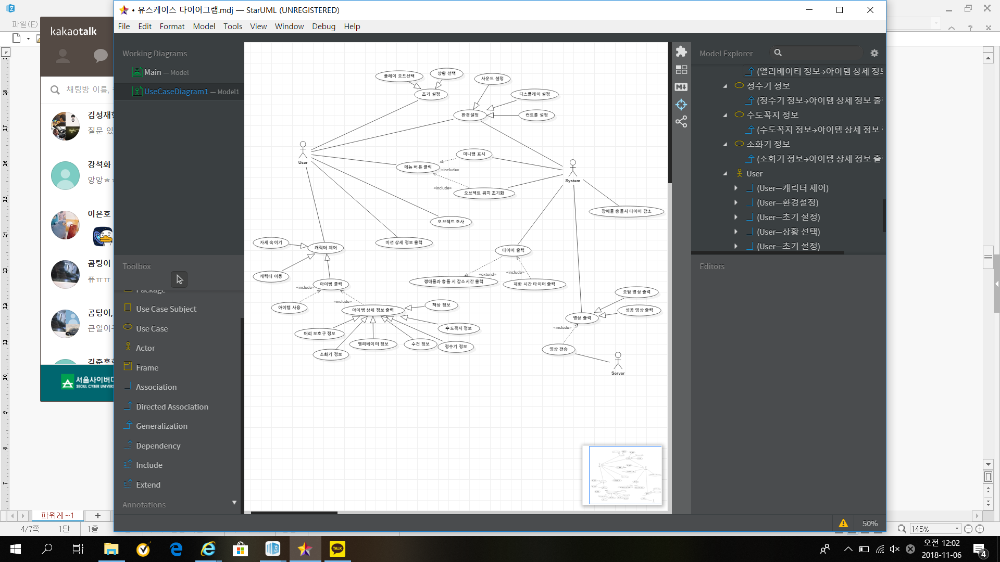 유스케이스 다이어그램.mdj — StarUML (UNREGISTERED)
파일(F)
File Edit Format Model Tools View Window Debug Help
kakaotalk
채팅방 이름,
김성재
질문 있
강석화
앙앙ㅎ
이은호
곰팅이
퓨ㅠㅠ
곰팅이,
큰일이
김준홍
서울사이버대
SEOUL CYBER UNIVERS
Working Diagrams
Main — Model
UseCaseDiagram1 — Model1
Toolbox
Package
Use Case Subject
Use Case
Actor
Frame
Association
Directed Association
Generalization
Dependency
Include
Extend
Annotations
플레이 모드선택
상황 선택
사운드 설정
초기 설정
디스플레이 설정
환경설정
컨트롤 설정
User
미니맵 표시
메뉴 버튼 클릭
«include»
System
«include»
오브젝트 위치 초기화
장애물 충돌시 타이머 감소
오브젝트 조사
자세 숙이기
캐릭터 제어
미션 상세 정보 출력
타이머 출력
캐릭터 이동
«extend»
«include»
아이템 클릭
쟁애물과 충돌 시 감소시간 출력
제한 시간 타이머 출력
«include»
«include»
오답 영상 출력
아이템 사용
책상 정보
아이템 상세 정보 출력
성공 영상 출력
영상 출력
머리 보호구 정보
수도꼭지 정보
«include»
엘리베이터 정보
수건 정보
정수기 정보
소화기 정보
영상 전송
Server
Model Explorer
(엘리베이터 정보→아이템 상세 정보
정수기 정보
(정수기 정보→아이템 상세 정보 출
수도꼭지 정보
(수도꼭지 정보→아이템 상세 정보
소화기 정보
(소화기 정보→아이템 상세 정보 출
User
(User—캐릭터 제어)
(User—환경설정)
(User—초기 설정)
(User—상황 선택)
(User—초기 설정)
Editors
50%
파워레~1
4/7쪽 1단 1줄
145%
오전 12:02
2018-11-06
4
TALK